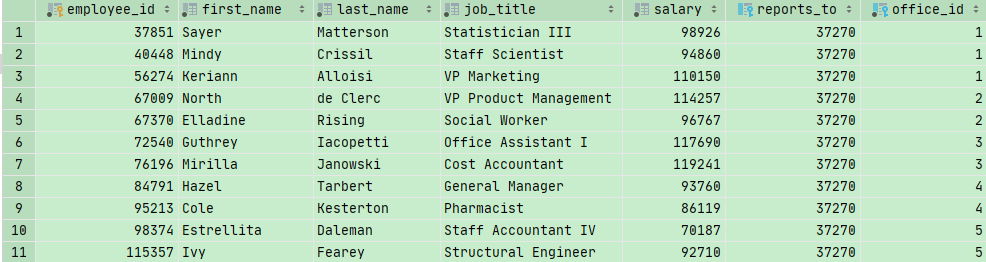 employee_id first_name last_name job_title salary reports_to office_id
1 37851 Sayer Matterson Statistician III 98926 37270 1
2 40448 Mindy Crissil Staff Scientist 94860 37270 1
3 56274 Keriann Alloisi VP Marketing 110150 37270 1
4 67009 North de Clerc VP Product Management 114257 37270 2
5 67370 Elladine Rising Social Worker 96767 37270 2
6 72540 Guthrey Iacopetti Office Assistant I 117690 37270 3
7 76196 Mirilla Janowski Cost Accountant 119241 37270 3
8 84791 Hazel Tarbert General Manager 93760 37270 4
9 95213 Cole Kesterton Pharmacist 86119 37270 4
10 98374 Estrellita Daleman Staff Accountant IV 70187 37270 5
11 115357 Ivy Fearey Structural Engineer 92710 37270 5